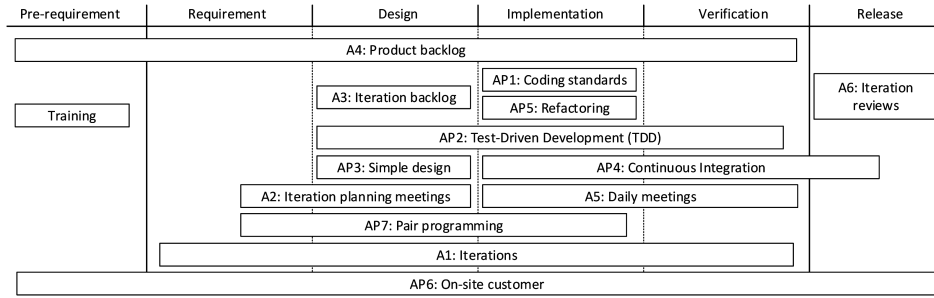 Pre-requirement Requirement Design Implementation Verification Release
A4: Product backlog
AP1: Coding standards
A3: Iteration backlog
AP5: Refactoring
A6: Iteration
reviews
Training
AP2: Test-Driven Development (TDD)
AP3: Simple design
AP4: Continuous Integration
A2: Iteration planning meetings
A5: Daily meetings
AP7: Pair programming
A1: Iterations
AP6: On-site customer